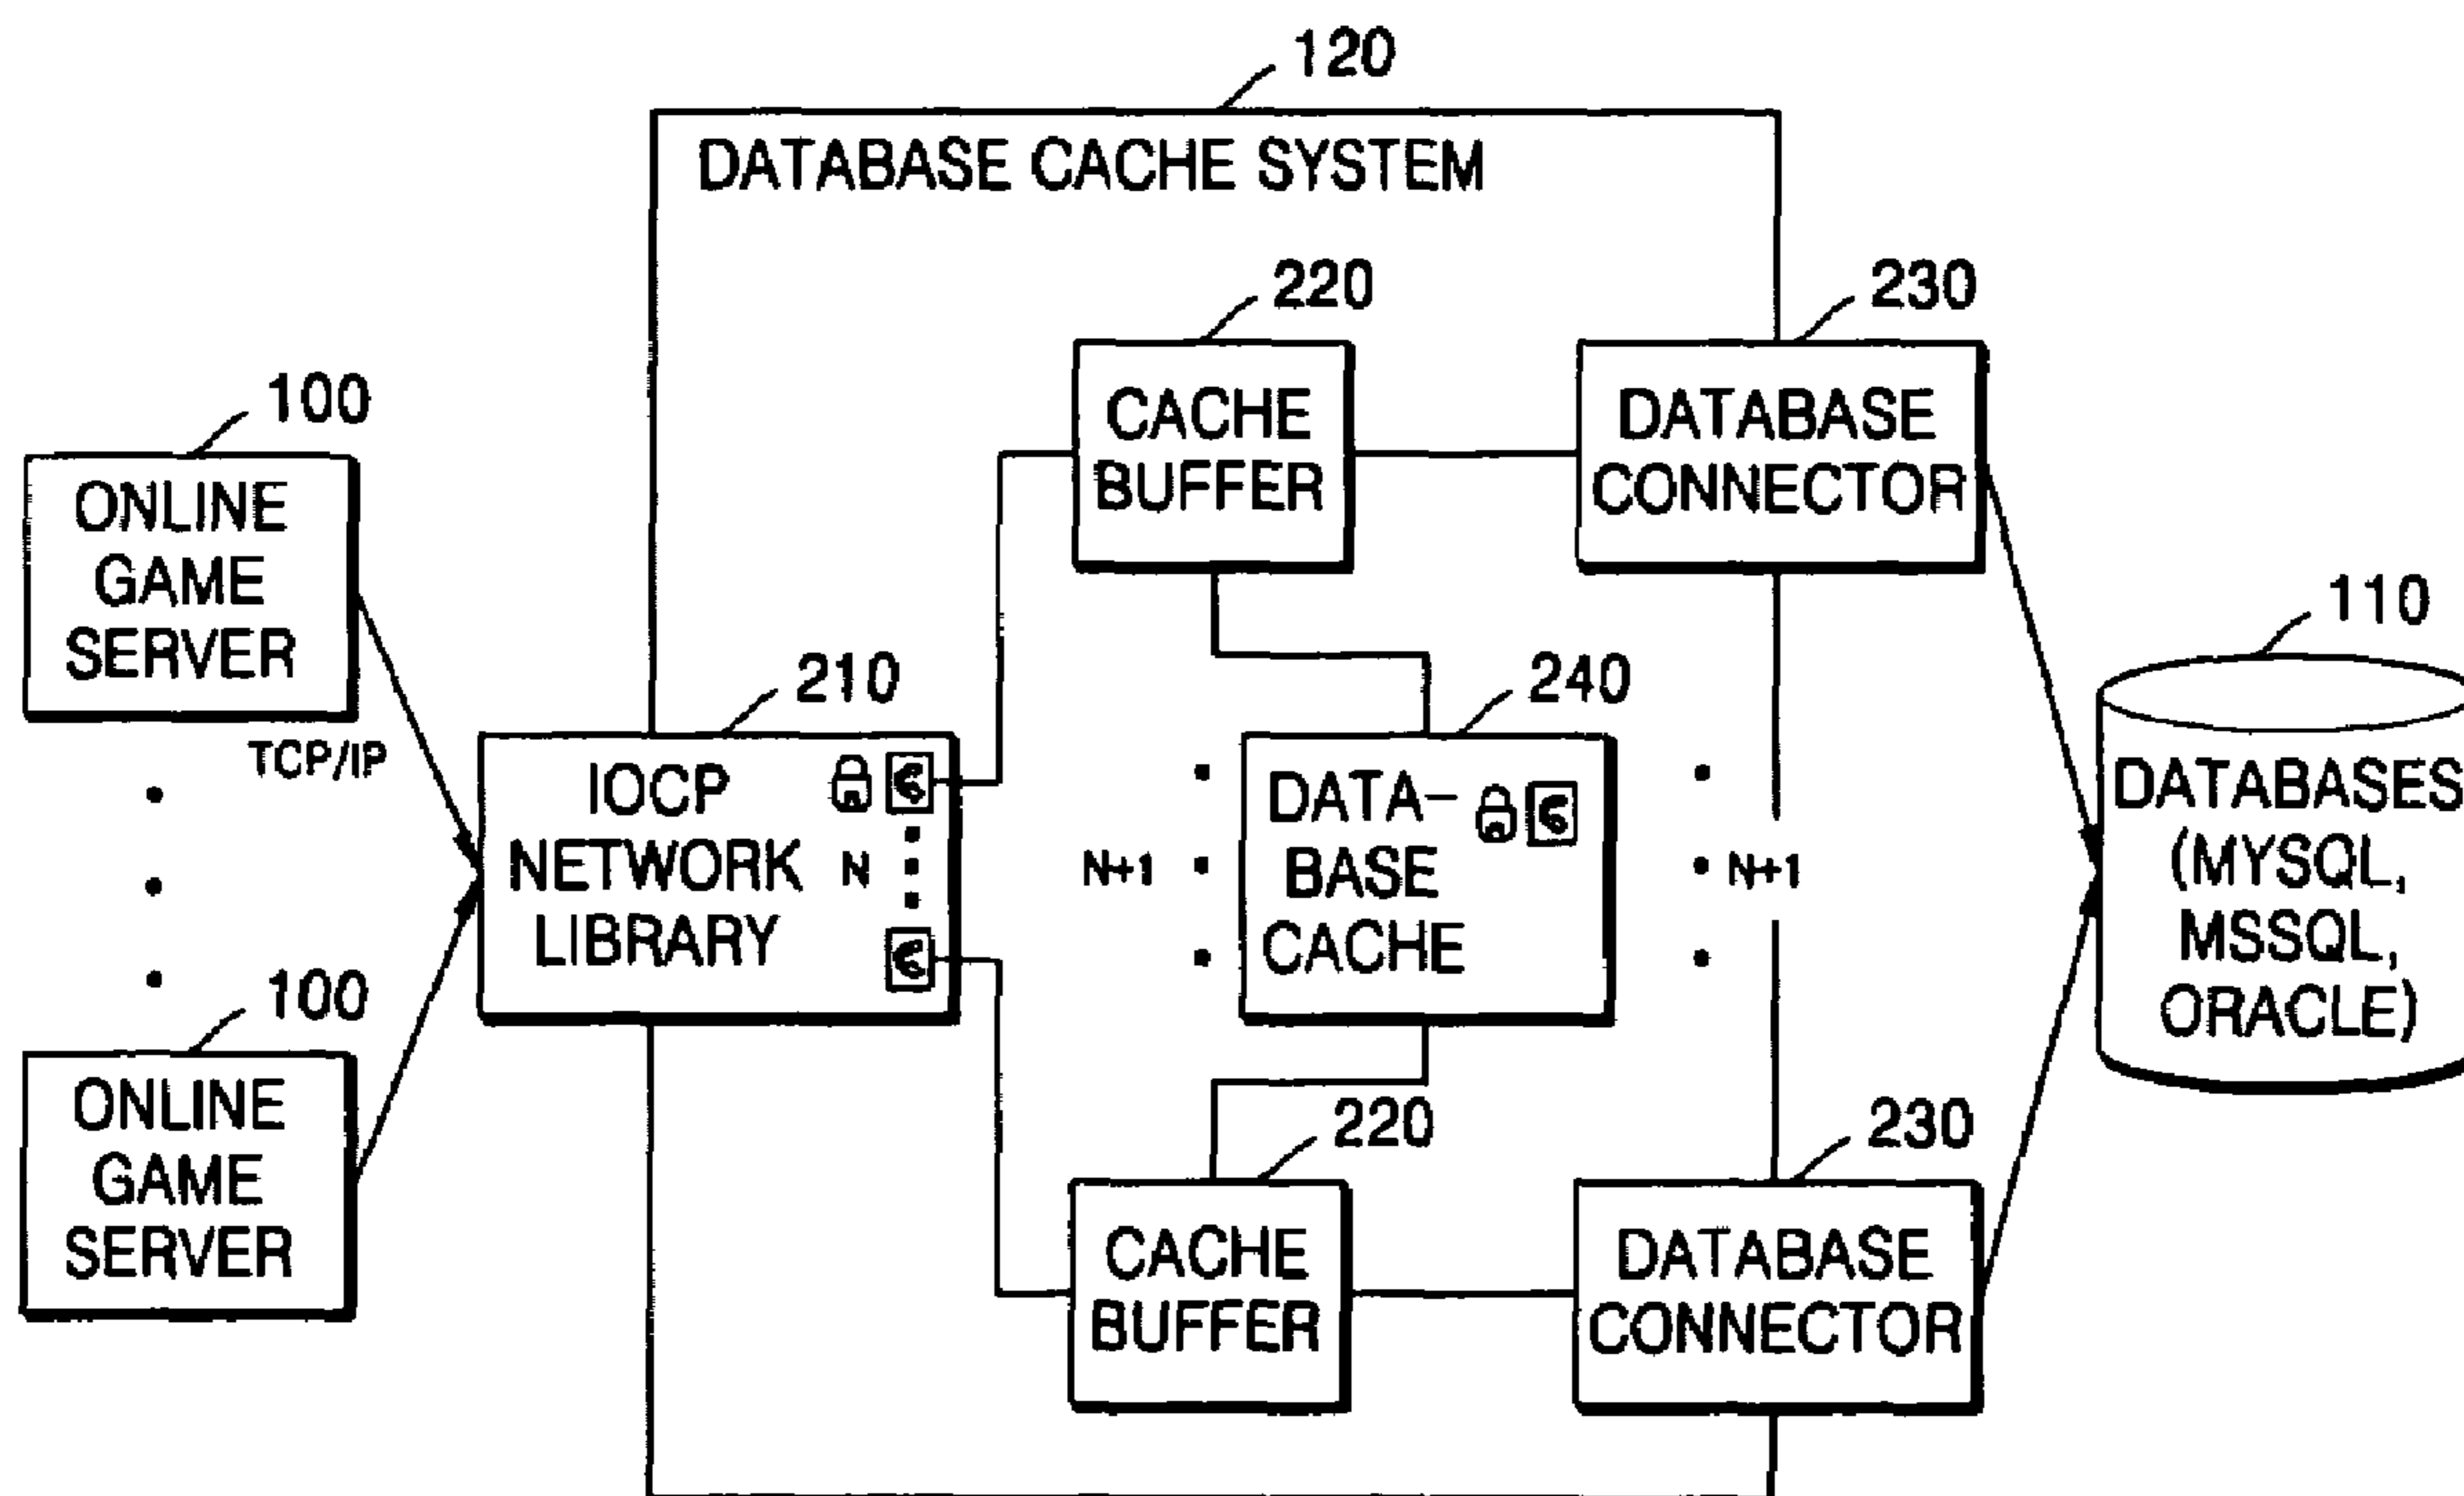 120
DATABASE CACHE SYSTEM
220
230
100
CACHE
BUFFER
DATABASE
CONNECTOR
ONLINE
GAME
SERVER
110
210
240
TCP/IP
IOCP
NETWORK
LIBRARY
N
N+1
DATA-
BASE
CACHE
N+1
DATABASES
(MYSQL,
MSSQL,
ORACLE)
100
ONLINE
GAME
SERVER
220
230
CACHE
BUFFER
DATABASE
CONNECTOR